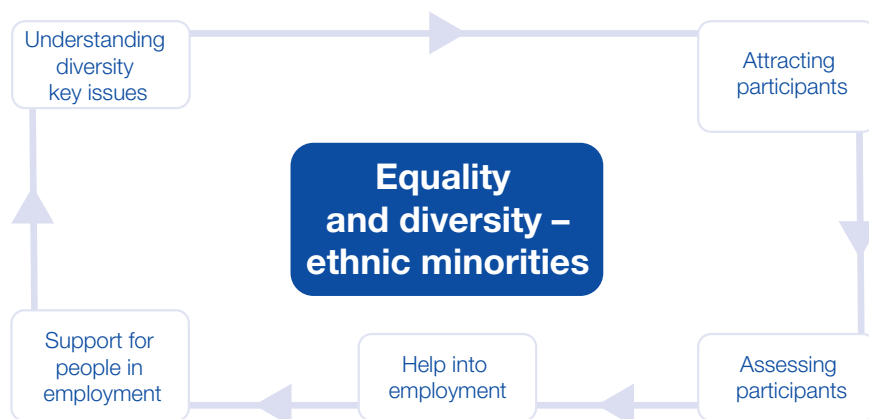 Understanding
diversity
key issues
Attracting
participants
Equality
and diversity –
ethnic minorities
Support for
people in
employment
Help into
employment
Assessing
participants